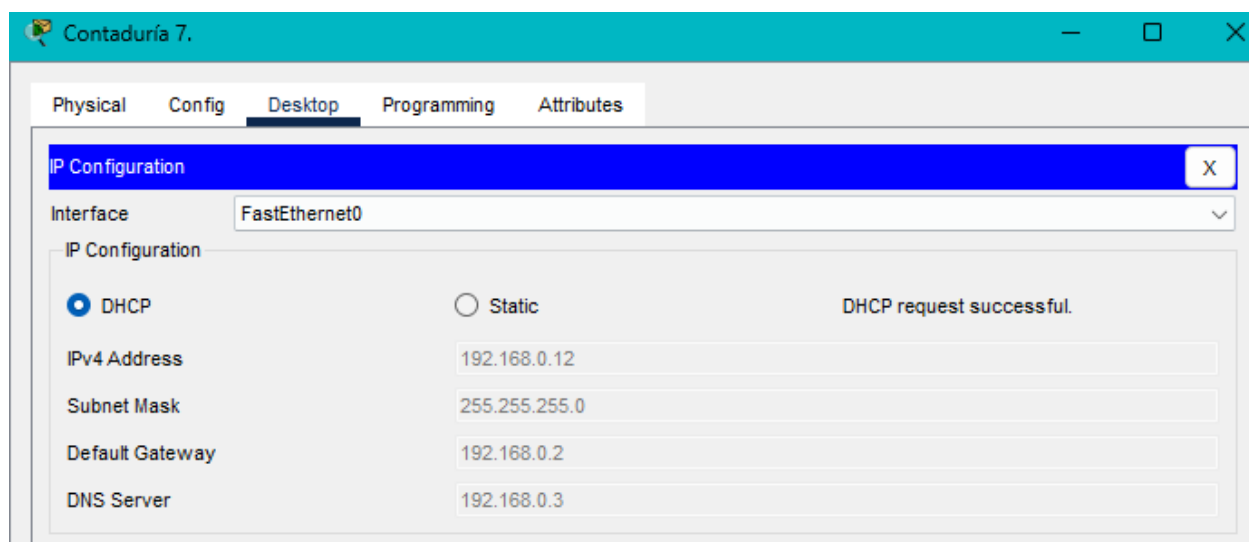 Contaduría 7.
Physical Config Desktop Programming Attributes
IP Configuration X
Interface FastEthernet0
IP Configuration
DHCP Static DHCP request successful.
IPv4 Address 192.168.0.12
Subnet Mask 255.255.255.0
Default Gateway 192.168.0.2
DNS Server 192.168.0.3